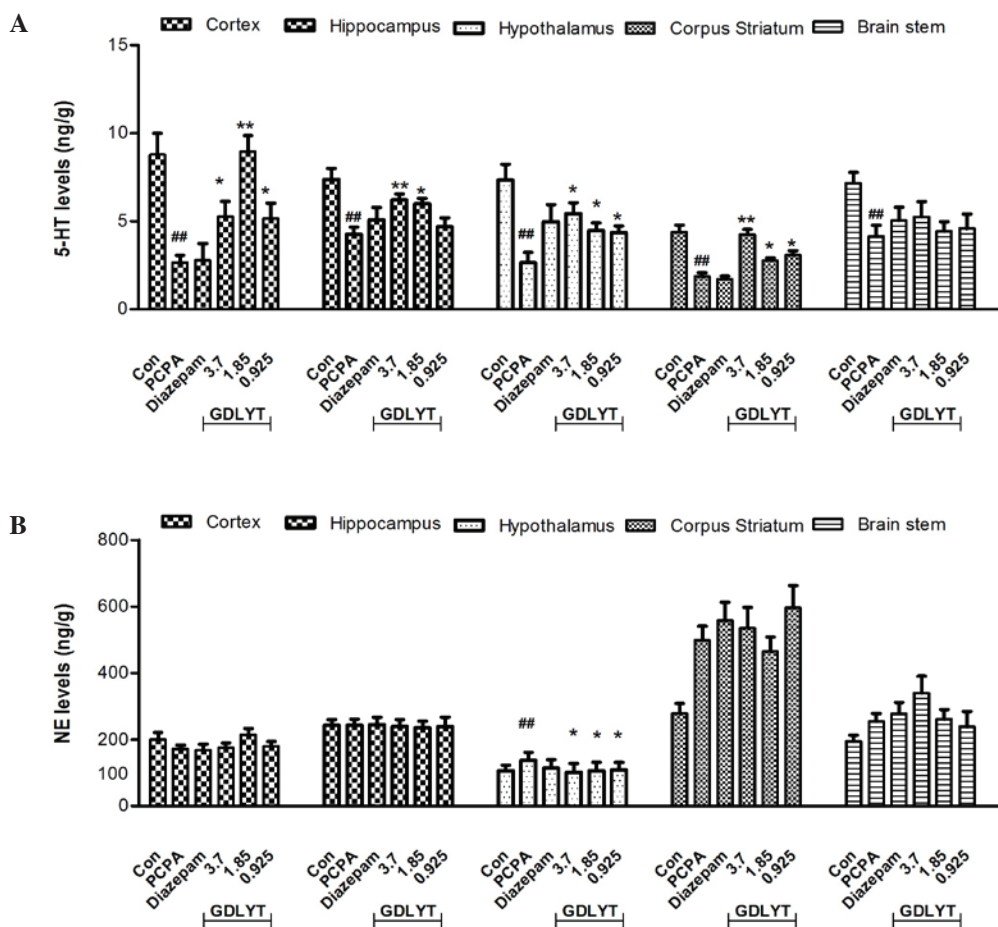 A
Cortex Hippocampus Hypothalamus Corpus Striatum Brain stem
15
10
5
0
5-HT levels (ng/g)
## * ** *
## ** * 
## * * *
## ** * *
##
Con PCPA Diazepam 3.7 1.85 0.925 Con PCPA Diazepam 3.7 1.85 0.925 Con PCPA Diazepam 3.7 1.85 0.925 Con PCPA Diazepam 3.7 1.85 0.925 Con PCPA Diazepam 3.7 1.85 0.925
GDLYT GDLYT GDLYT GDLYT GDLYT
B
Cortex Hippocampus Hypothalamus Corpus Striatum Brain stem
800
600
400
200
100
0
NE levels (ng/g)
## * * *
Con PCPA Diazepam 3.7 1.85 0.925 Con PCPA Diazepam 3.7 1.85 0.925 Con PCPA Diazepam 3.7 1.85 0.925 Con PCPA Diazepam 3.7 1.85 0.925 Con PCPA Diazepam 3.7 1.85 0.925
GDLYT GDLYT GDLYT GDLYT GDLYT